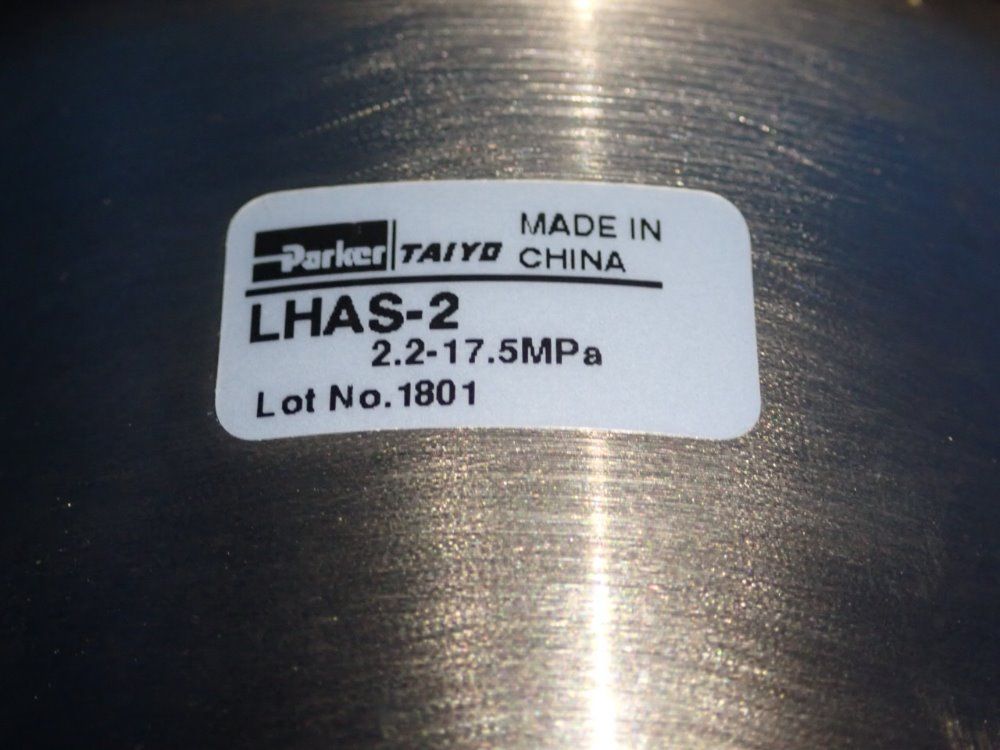 Parker TAIYO MADE IN
CHINA
LHAS-2
2.2-17.5MPa
Lot No.1801